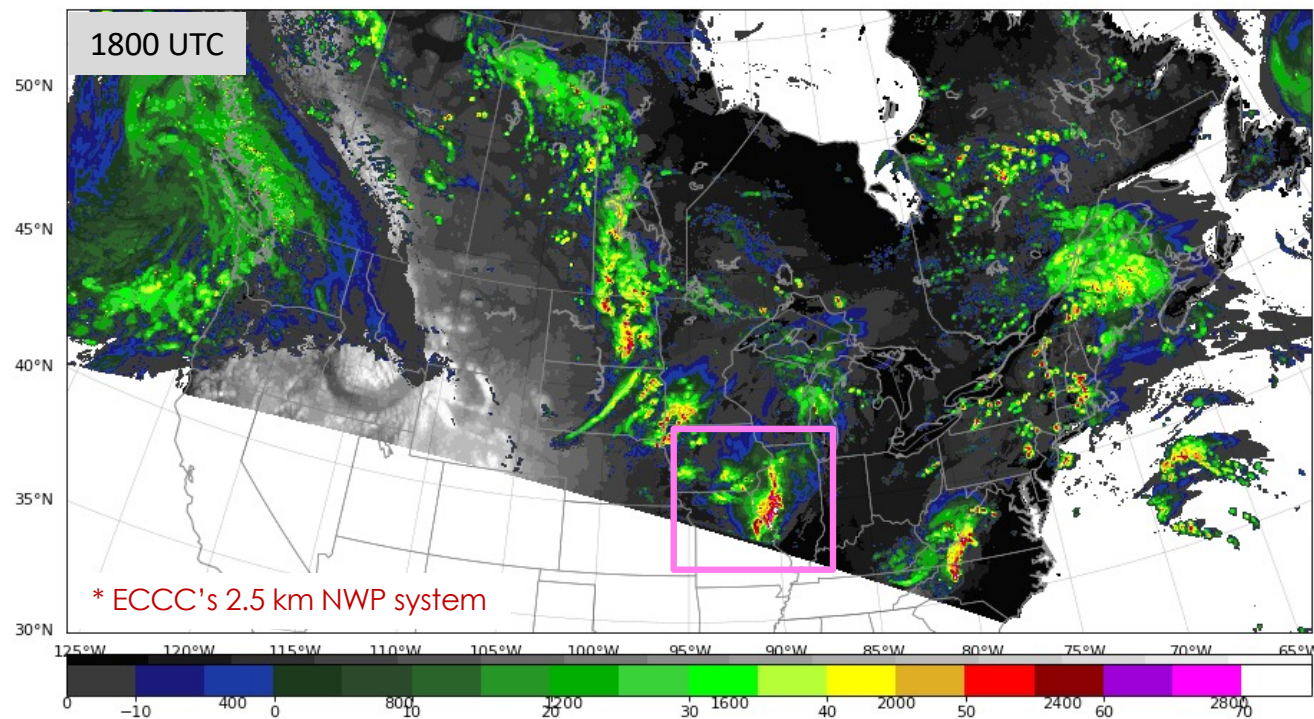 1800 UTC
50°N
45°N
40°N
35°N
30°N
* ECCC's 2.5 km NWP system
125°W 120°W 115°W 110°W 105°W 100°W 95°W 90°W 85°W 80°W 75°W 70°W 65°W
0 400 800 1200 1600 2000 2400 2800
−10 0 10 20 30 40 50 60 70